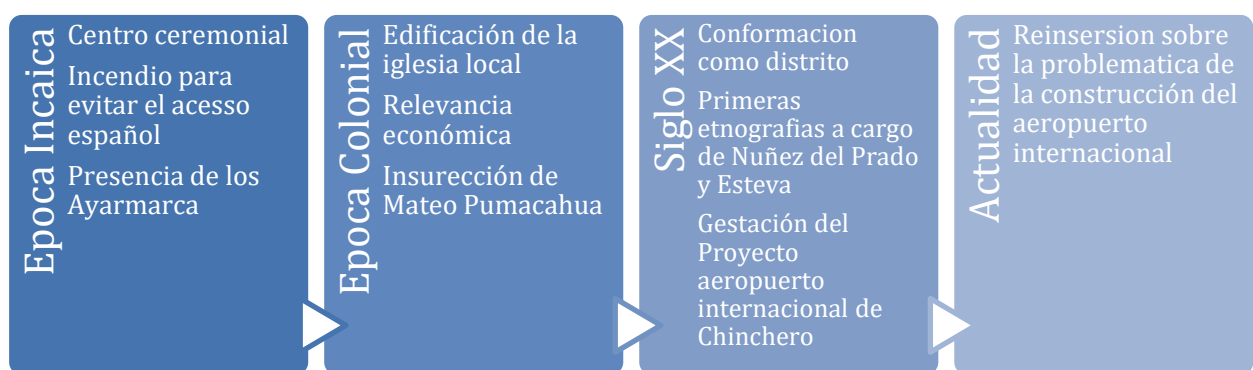 Epoca Incaica
Centro ceremonial
Incendio para
evitar el acesso
español
Presencia de los
Ayarmarca
Epoca Colonial
Edificación de la
iglesia local
Relevancia
económica
Insurección de
Mateo Pumacahua
Siglo XX
Conformacion
como distrito
Primeras
etnografias a cargo
de Nuñez del Prado
y Esteva
Gestación del
Proyecto
aeropuerto
internacional de
Chinchero
Actualidad
Reinsersion sobre
la problematica de
la construcción del
aeropuerto
internacional